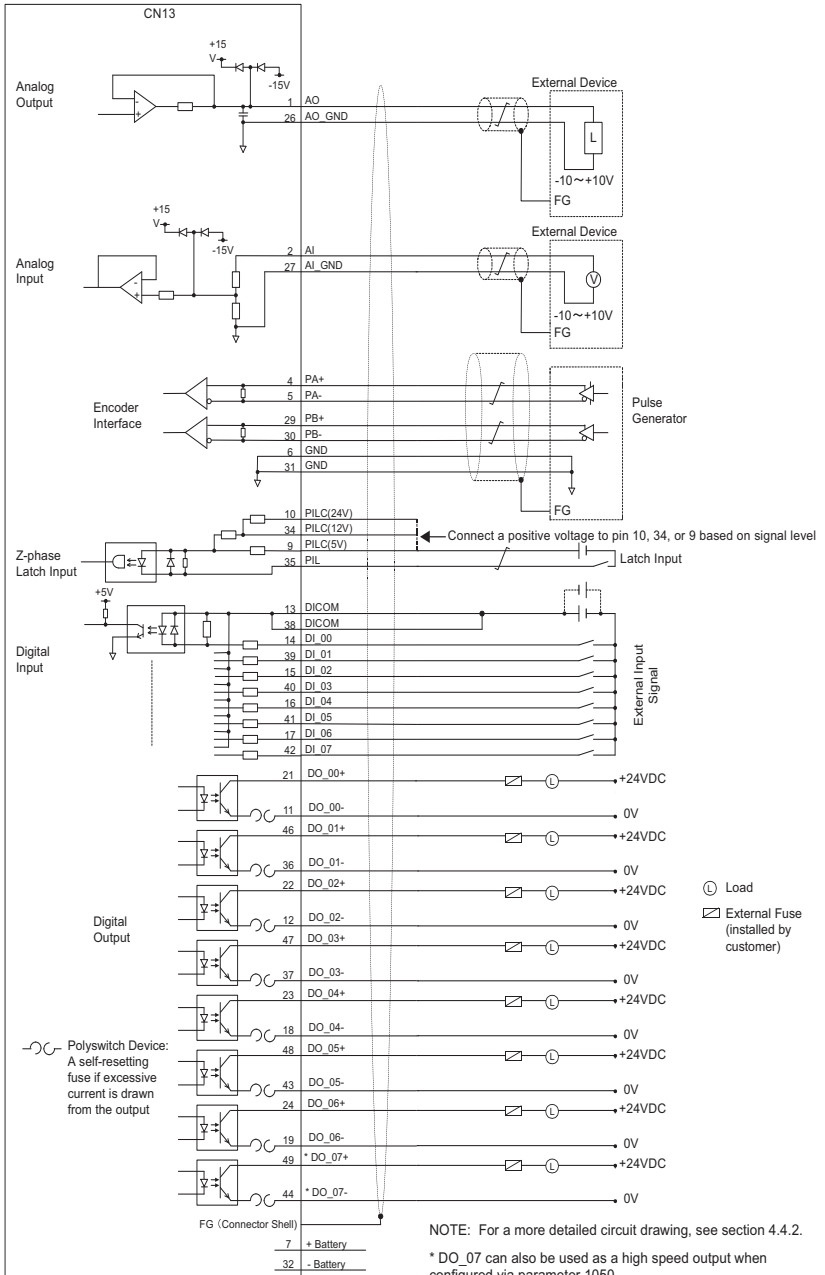 CN13
+15
V
-15V
Analog
Output
-
+
1 AO
26 AO_GND
External Device
L
-10~+10V
FG
+15
V
-15V
Analog
Input
-
+
2 AI
27 AI_GND
External Device
V
-10~+10V
FG
Encoder
Interface
4 PA+
5 PA-
29 PB+
30 PB-
6 GND
31 GND
Pulse
Generator
FG
Z-phase
Latch Input
10 PILC(24V)
34 PILC(12V)
9 PILC(5V)
35 PIL
Connect a positive voltage to pin 10, 34, or 9 based on signal level
Latch Input
+5V
Digital
Input
13 DICOM
38 DICOM
14 DI_00
39 DI_01
15 DI_02
40 DI_03
16 DI_04
41 DI_05
17 DI_06
42 DI_07
External Input
Signal
Digital
Output
21 DO_00+ L +24VDC
11 DO_00- 0V
46 DO_01+ L +24VDC
36 DO_01- 0V
22 DO_02+ L +24VDC
12 DO_02- 0V
47 DO_03+ L +24VDC
37 DO_03- 0V
23 DO_04+ L +24VDC
18 DO_04- 0V
48 DO_05+ L +24VDC
43 DO_05- 0V
24 DO_06+ L +24VDC
19 DO_06- 0V
49 * DO_07+ L +24VDC
44 * DO_07- 0V
L Load
External Fuse
(installed by
customer)
Polyswitch Device:
A self-resetting
fuse if excessive
current is drawn
from the output
FG (Connector Shell)
7 + Battery
32 - Battery
NOTE: For a more detailed circuit drawing, see section 4.4.2.
* DO_07 can also be used as a high speed output when
configured via parameter 1050